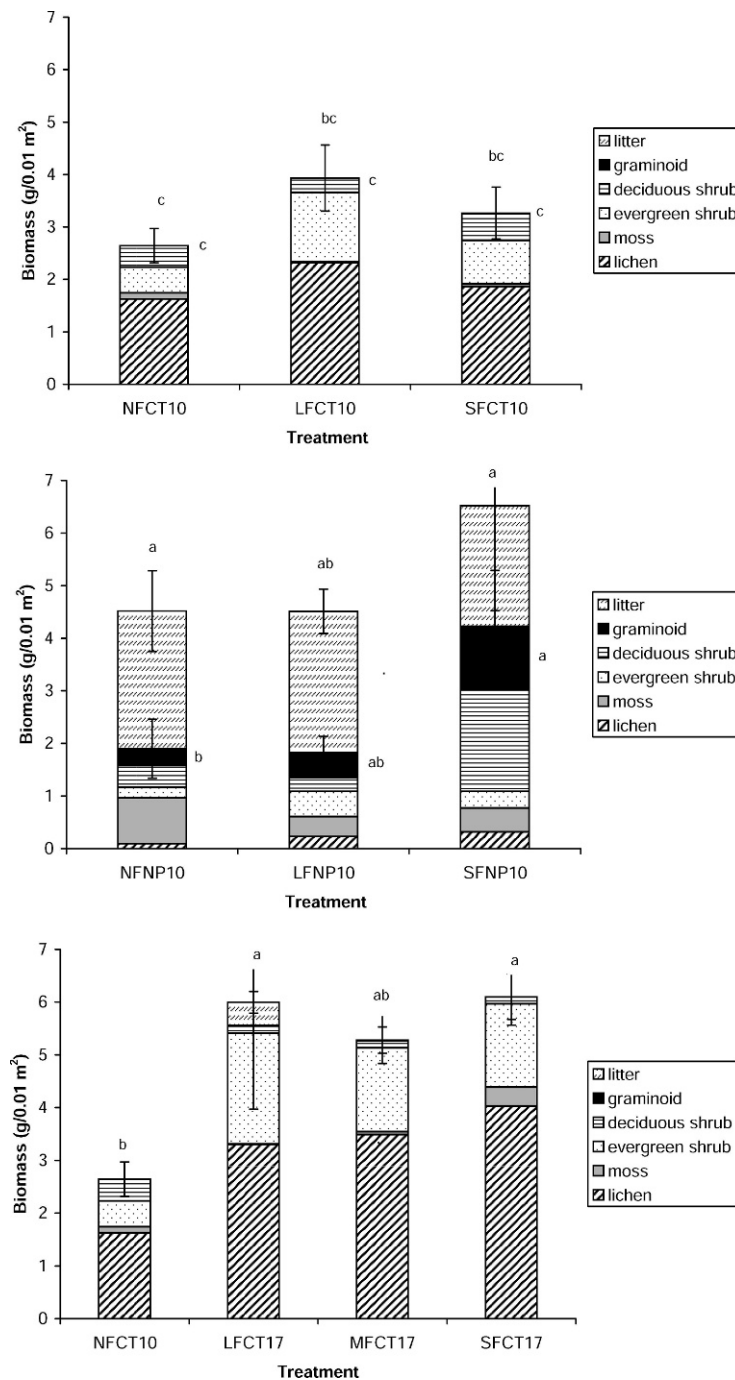 7
6
5
4
3
2
1
0
Biomass (g/0.01 m²)
c
c
bc
c
bc
c
NFCT10
LFCT10
SFCT10
Treatment
litter
graminoid
deciduous shrub
evergreen shrub
moss
lichen
7
6
5
4
3
2
1
0
Biomass (g/0.01 m²)
a
b
ab
ab
a
a
NFNP10
LFNP10
SFNP10
Treatment
litter
graminoid
deciduous shrub
evergreen shrub
moss
lichen
7
6
5
4
3
2
1
0
Biomass (g/0.01 m²)
b
a
ab
a
NFCT10
LFCT17
MFCT17
SFCT17
Treatment
litter
graminoid
deciduous shrub
evergreen shrub
moss
lichen